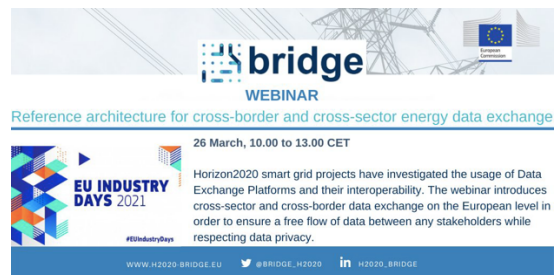 European
Commission
bridge
WEBINAR
Reference architecture for cross-border and cross-sector energy data exchange
26 March, 10.00 to 13.00 CET
Horizon2020 smart grid projects have investigated the usage of Data
Exchange Platforms and their interoperability. The webinar introduces
cross-sector and cross-border data exchange on the European level in
order to ensure a free flow of data between any stakeholders while
respecting data privacy.
EU INDUSTRY
DAYS 2021
#EUIndustryDays
WWW.H2020-BRIDGE.EU @BRIDGE_H2020 in H2020_BRIDGE